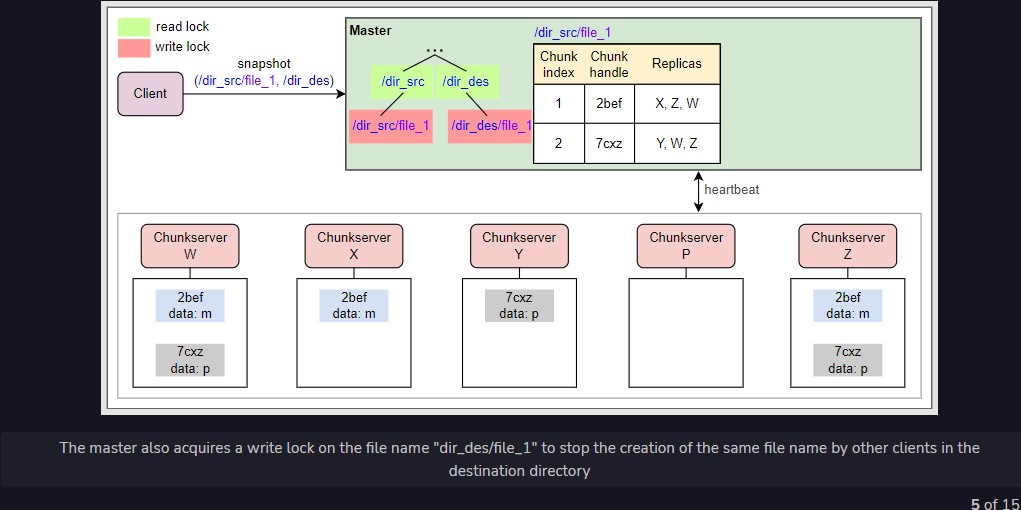 read lock
write lock
snapshot
(/dir_src/file_1, /dir_des)
Client
Master
...
/dir_src
/dir_des
/dir_src/file_1
/dir_des/file_1
/dir_src/file_1
Chunk index
Chunk handle
Replicas
1
2bef
X, Z, W
2
7cxz
Y, W, Z
heartbeat
Chunkserver
W
2bef
data: m
7cxz
data: p
Chunkserver
X
2bef
data: m
Chunkserver
Y
7cxz
data: p
Chunkserver
P
Chunkserver
Z
2bef
data: m
7cxz
data: p
The master also acquires a write lock on the file name "dir_des/file_1" to stop the creation of the same file name by other clients in the
destination directory
5 of 15